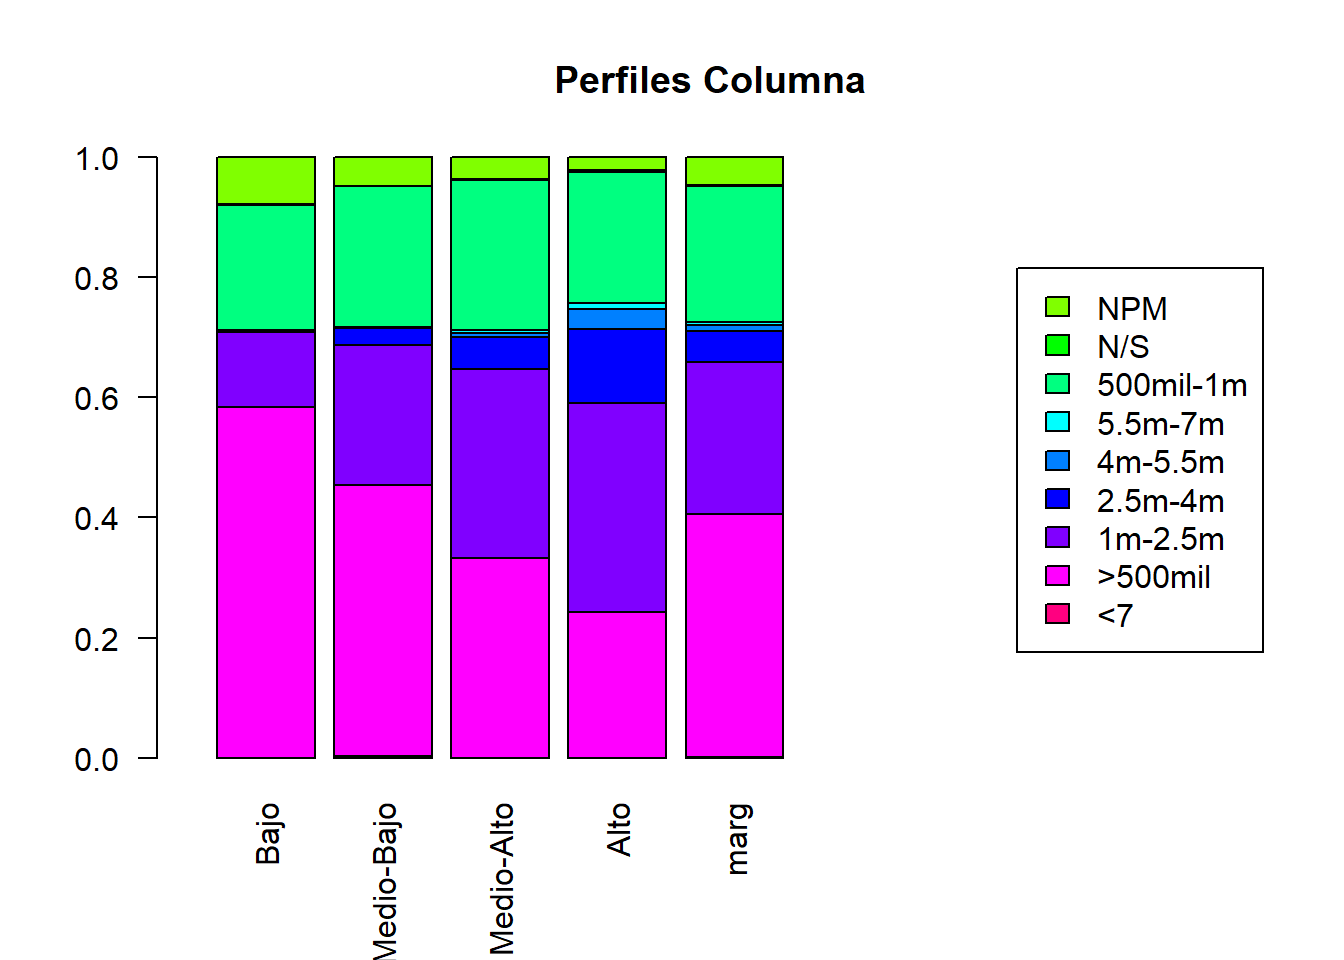 Perfiles Columna
1.0
0.8
0.6
0.4
0.2
0.0
Bajo
Medio-Bajo
Medio-Alto
Alto
marg
NPM
N/S
500mil-1m
5.5m-7m
4m-5.5m
2.5m-4m
1m-2.5m
>500mil
<7